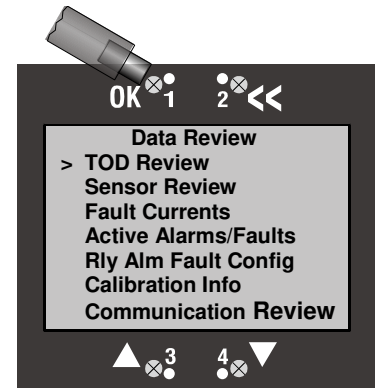 OK 1 2 <<
Data Review
> TOD Review
Sensor Review
Fault Currents
Active Alarms/Faults
Rly Alm Fault Config
Calibration Info
Communication Review
3 4